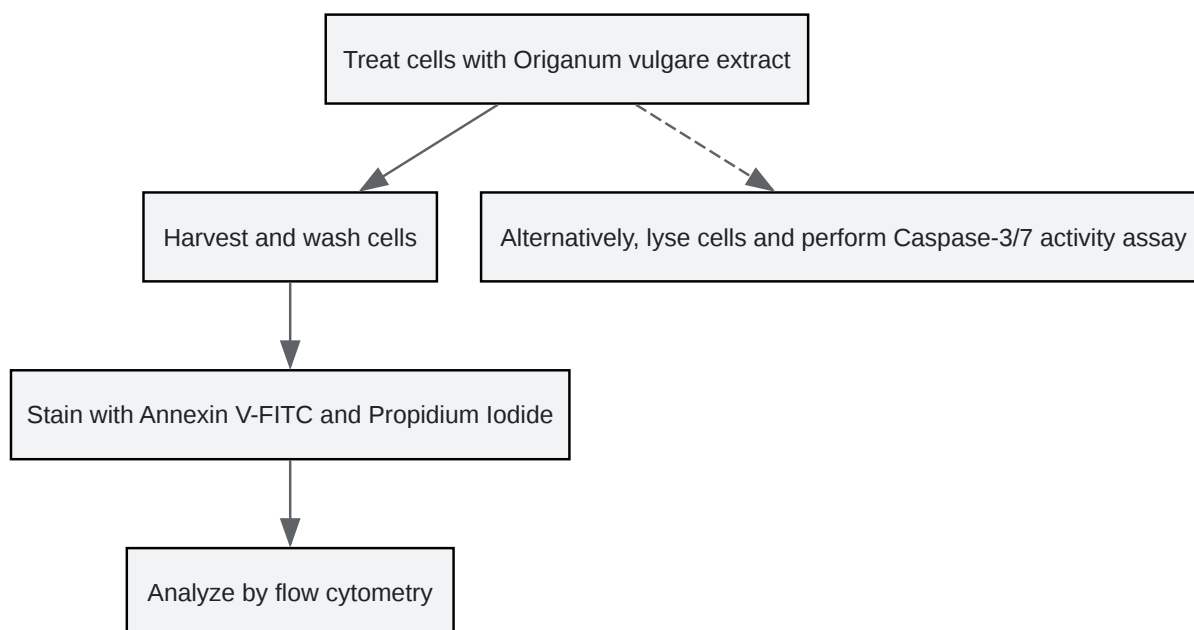 Treat cells with Origanum vulgare extract
Harvest and wash cells
Alternatively, lyse cells and perform Caspase-3/7 activity assay
Stain with Annexin V-FITC and Propidium Iodide
Analyze by flow cytometry